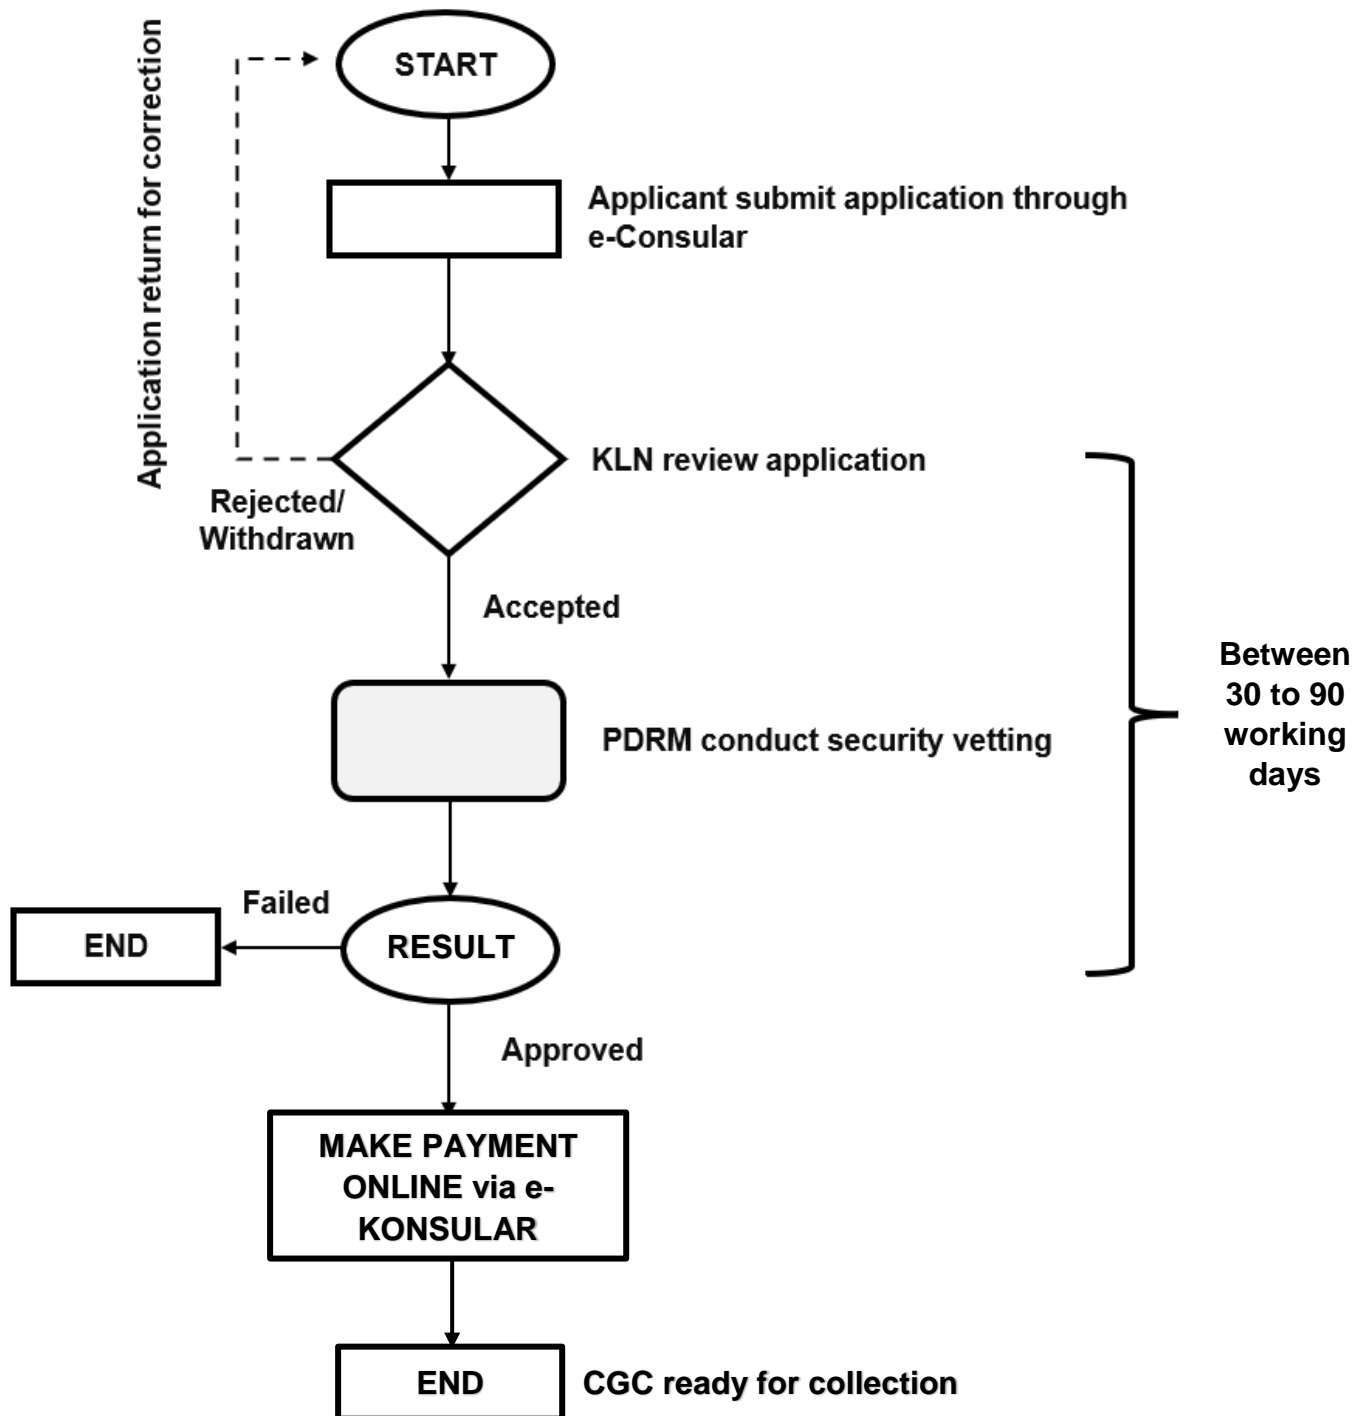 START
Application return for correction
Applicant submit application through
e-Consular
KLN review application
Rejected/
Withdrawn
Accepted
Between
30 to 90
working
days
PDRM conduct security vetting
Failed
END
RESULT
Approved
MAKE PAYMENT
ONLINE via e-
KONSULAR
END
CGC ready for collection